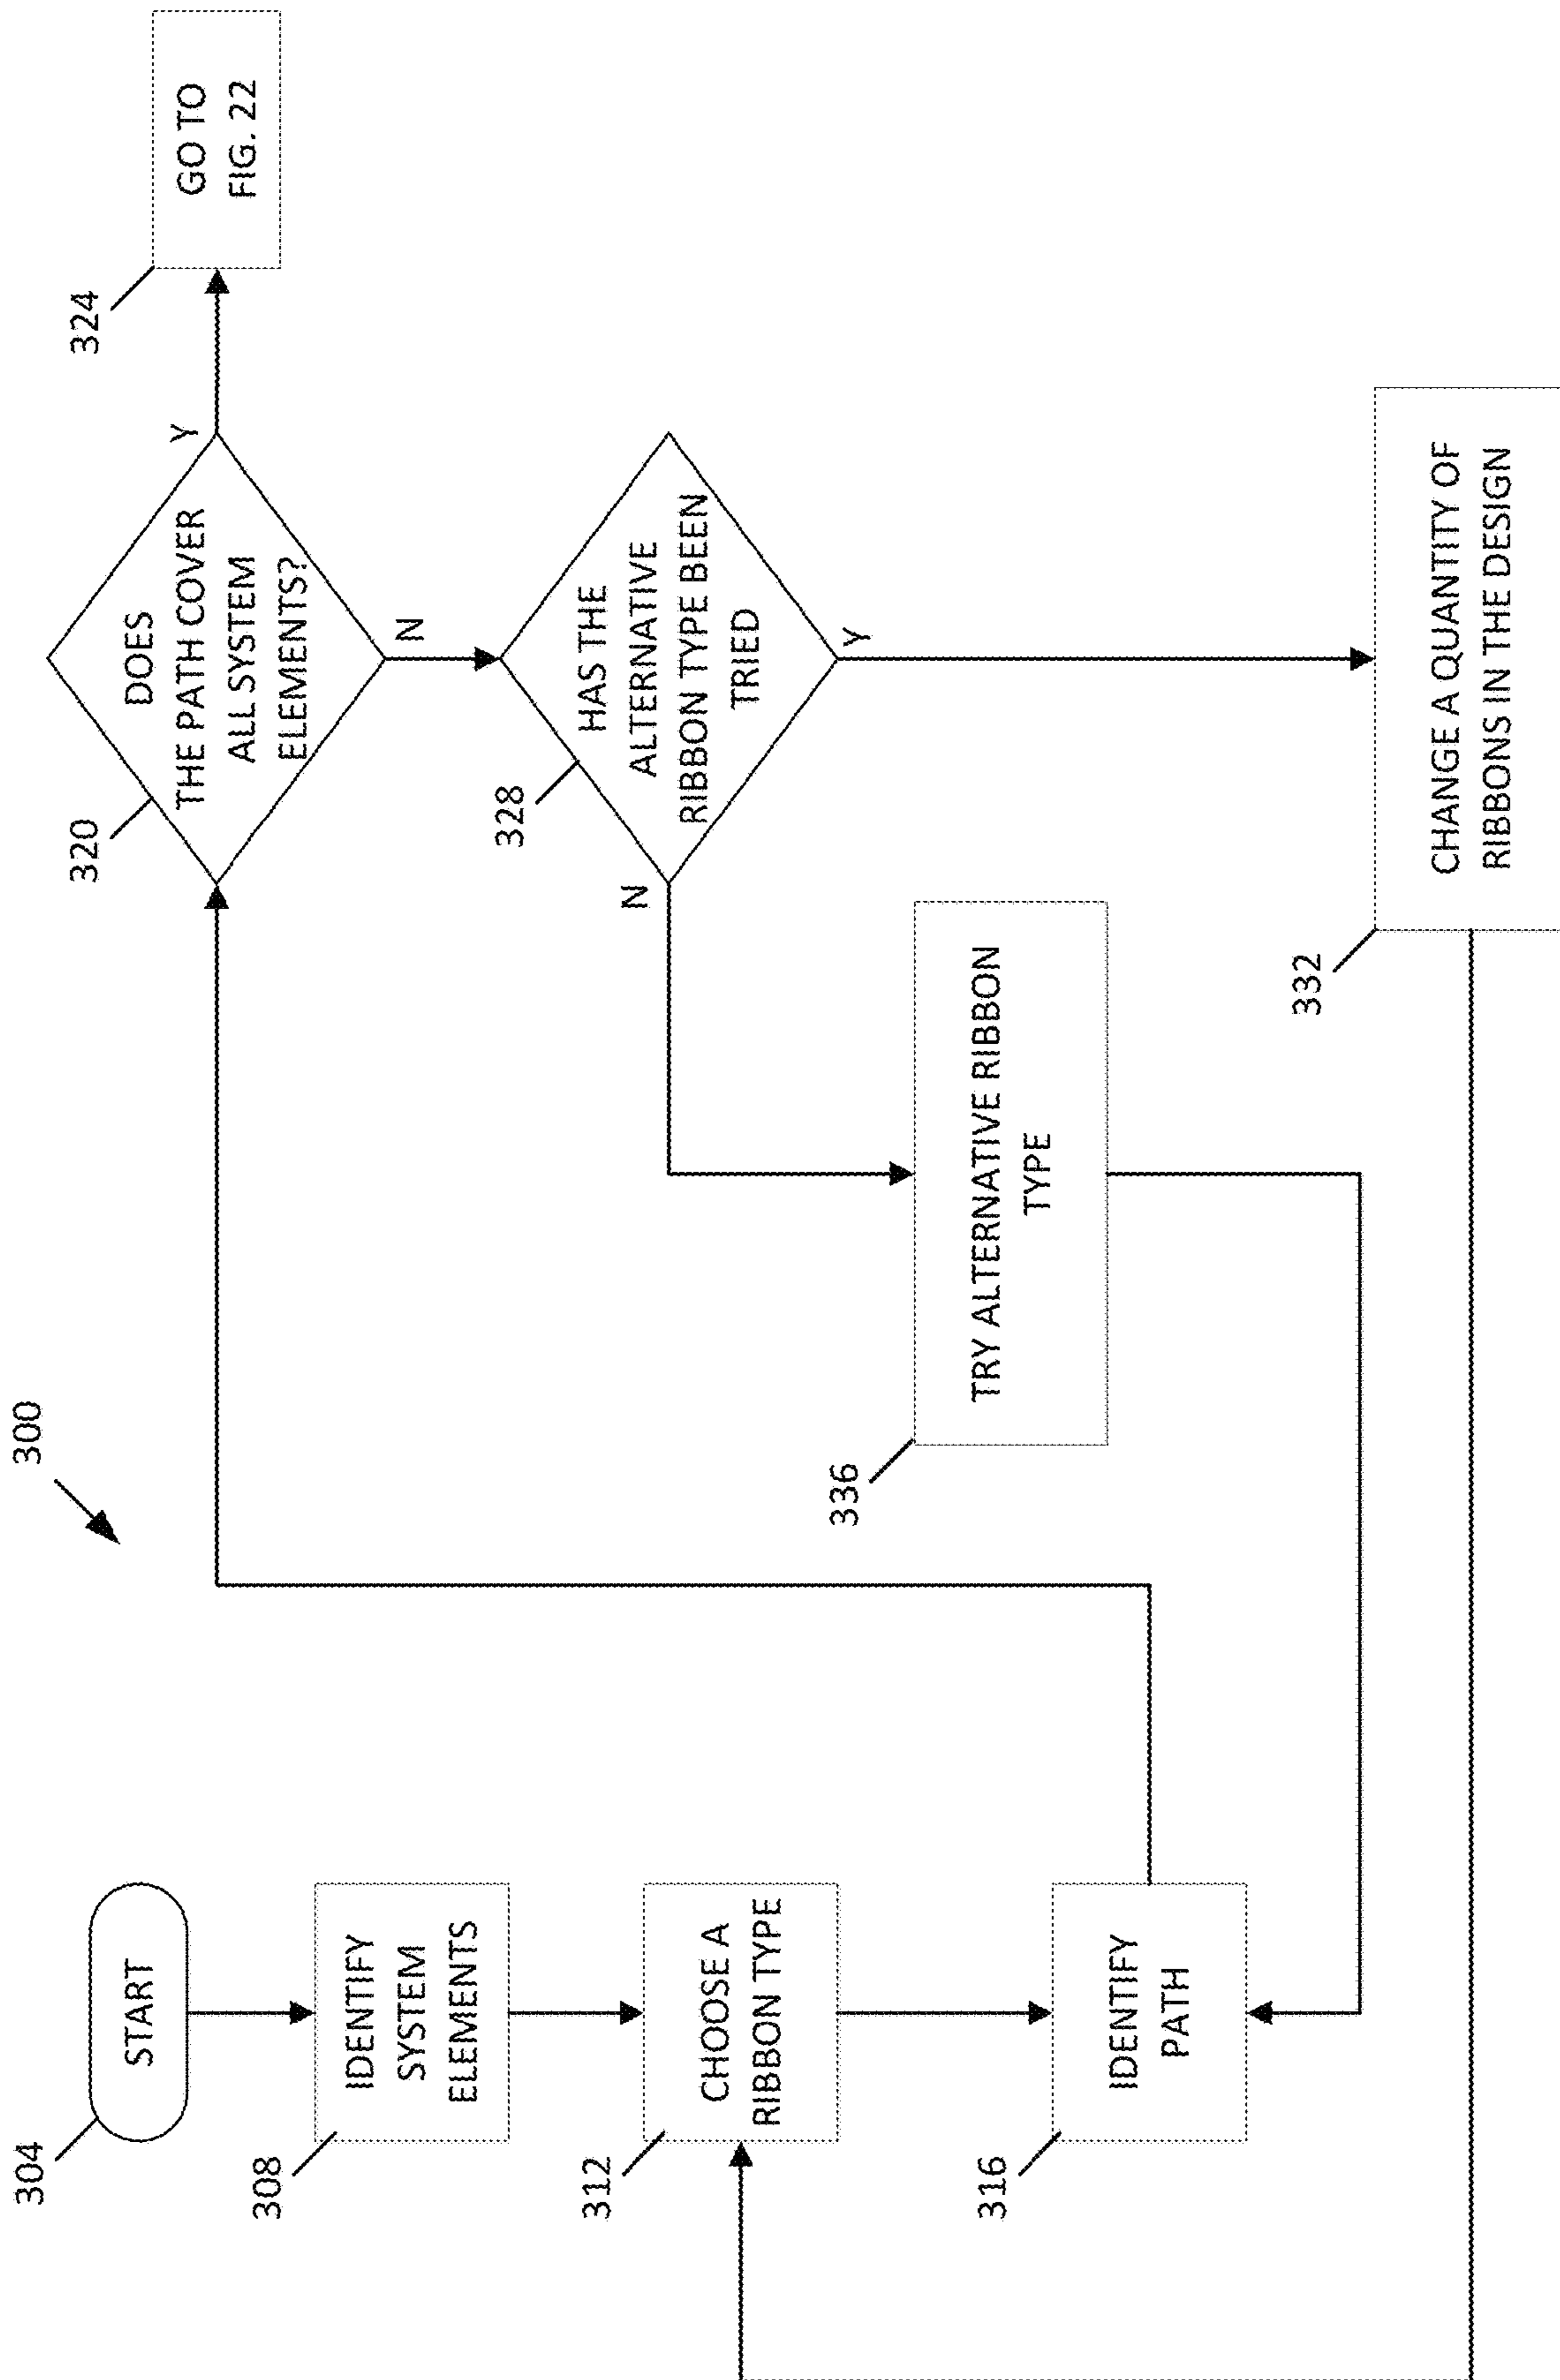 300
304
START
308
IDENTIFY
SYSTEM
ELEMENTS
312
CHOOSE A
RIBBON TYPE
316
IDENTIFY
PATH
320
DOES
THE PATH COVER
ALL SYSTEM
ELEMENTS?
Y
N
324
GO TO
FIG. 22
328
HAS THE
ALTERNATIVE
RIBBON TYPE BEEN
TRIED
N
Y
336
TRY ALTERNATIVE RIBBON
TYPE
332
CHANGE A QUANTITY OF
RIBBONS IN THE DESIGN